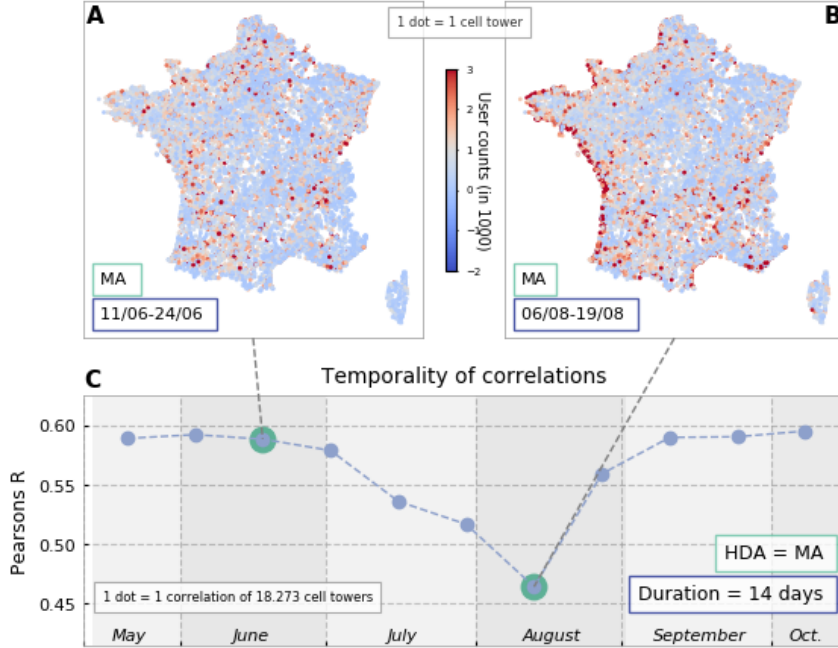 A
1 dot = 1 cell tower
B
3
2
1
0
−1
−2
User counts (in 1000)
MA
11/06-24/06
MA
06/08-19/08
C
Temporality of correlations
0.60
0.55
0.50
0.45
Pearsons R
HDA = MA
Duration = 14 days
1 dot = 1 correlation of 18.273 cell towers
May
June
July
August
September
Oct.